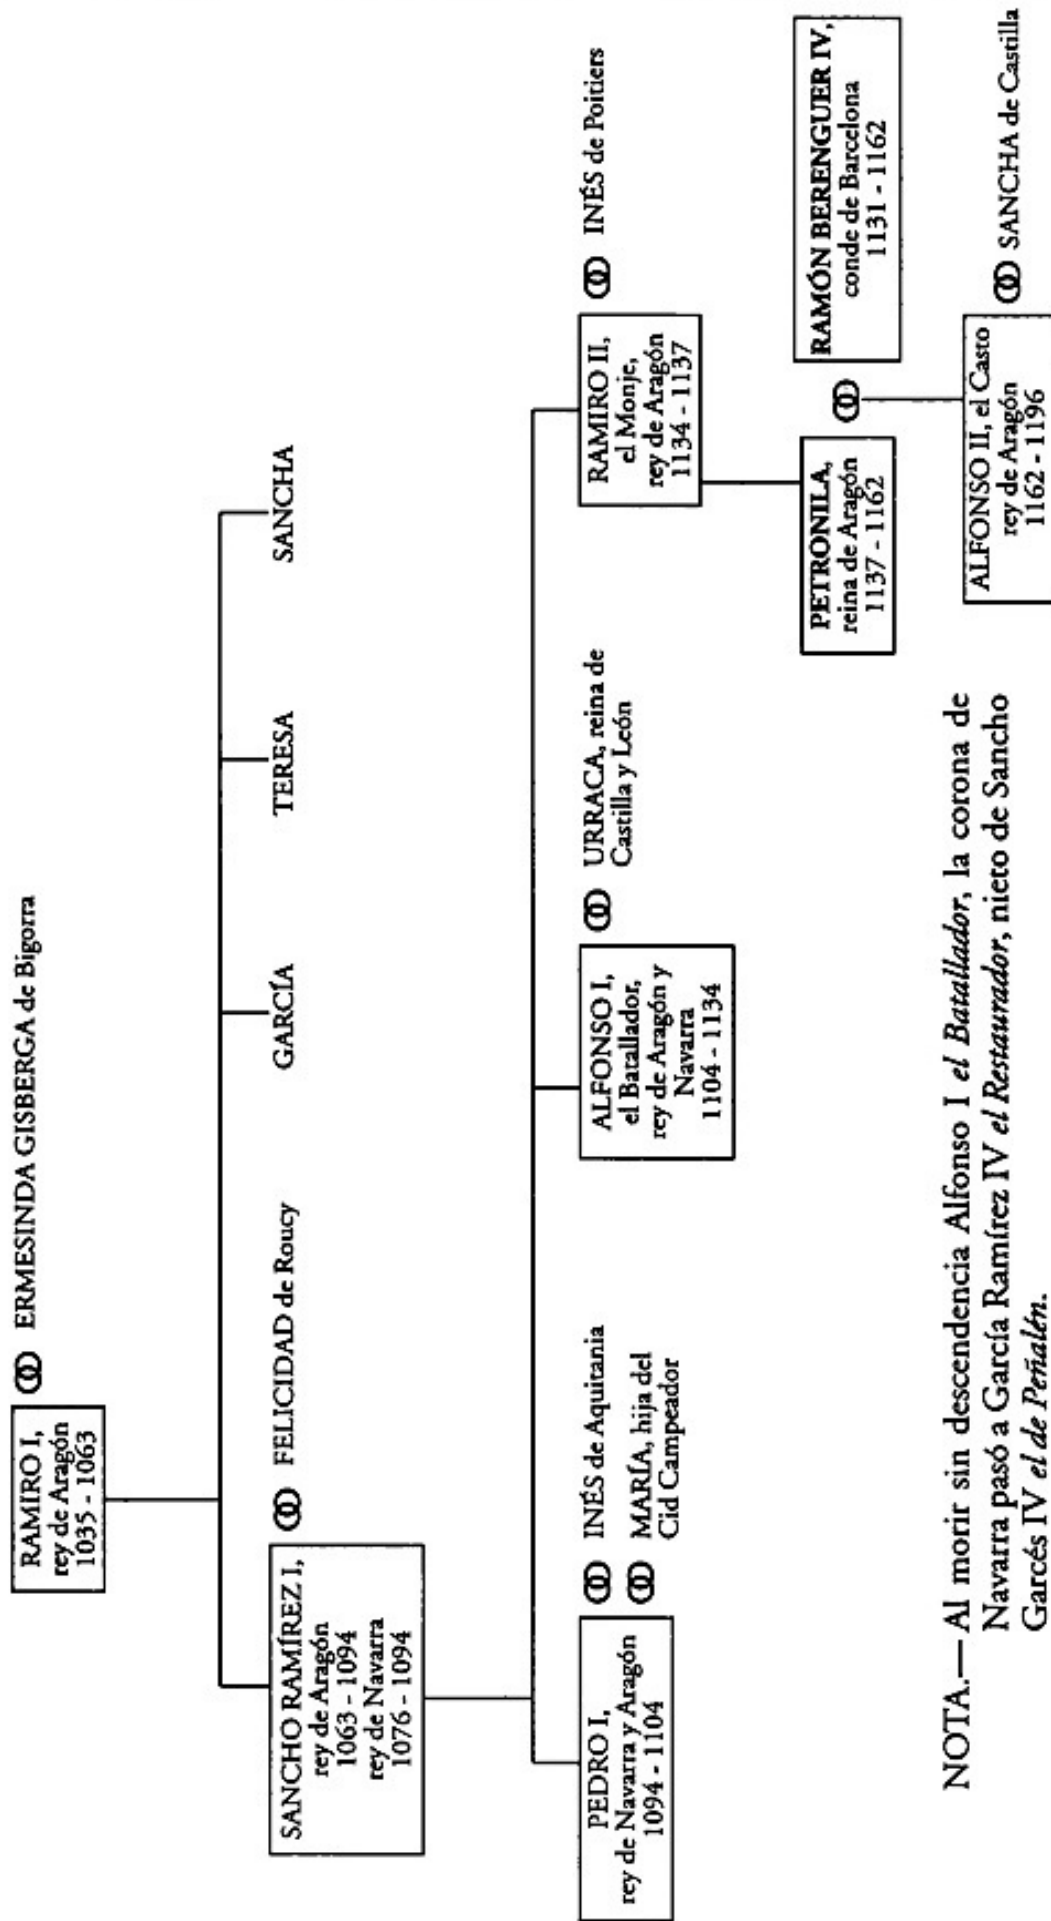 RAMIRO I,
rey de Aragón
1035 - 1063
ERMESINDA GISBERGA de Bigorra
SANCHO RAMÍREZ I,
rey de Aragón
1063 - 1094
rey de Navarra
1076 - 1094
FELICIDAD de Roucy
GARCÍA
TERESA
SANCHA
PEDRO I,
rey de Navarra y Aragón
1094 - 1104
INÉS de Aquitania
MARÍA, hija del
Cid Campeador
ALFONSO I,
el Batallador,
rey de Aragón y
Navarra
1104 - 1134
URRACA, reina de
Castilla y León
RAMIRO II,
el Monje,
rey de Aragón
1134 - 1137
INÉS de Poitiers
PETRONILA,
reina de Aragón
1137 - 1162
RAMÓN BERENGUER IV,
conde de Barcelona
1131 - 1162
ALFONSO II, el Casto
rey de Aragón
1162 - 1196
SANCHA de Castilla
NOTA.—Al morir sin descendencia Alfonso I el Batallador, la corona de
Navarra pasó a García Ramírez IV el Restaurador, nieto de Sancho
Garcés IV el de Peñalén.